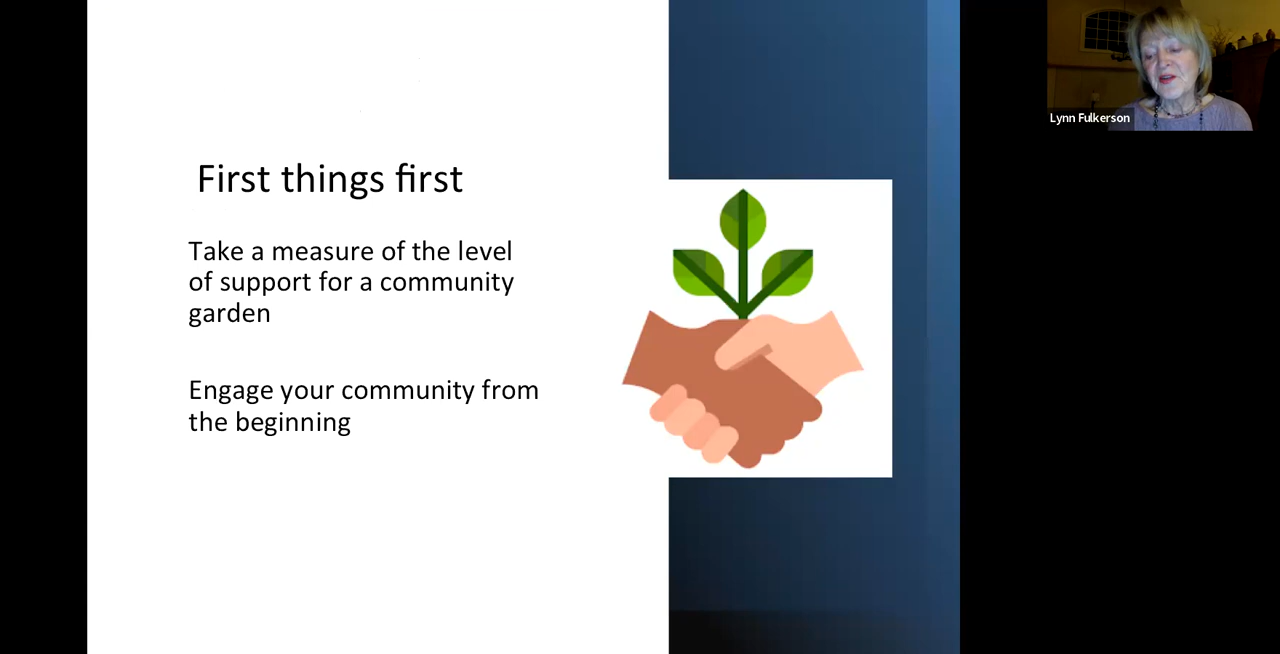 First things first
Take a measure of the level
of support for a community
garden
Engage your community from
the beginning
Lynn Fulkerson